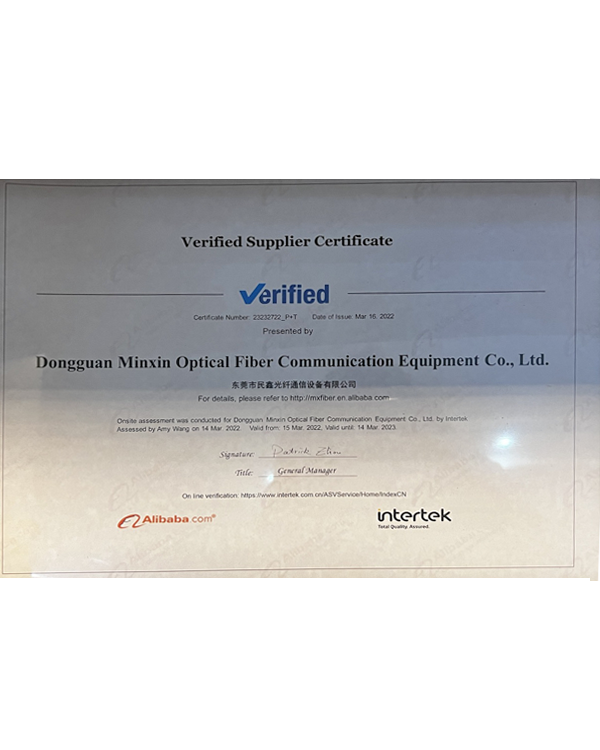 Verified Supplier Certificate
Verified
Certificate Number: 23232722_P+T Date of Issue: Mar 16, 2022
Presented by
Dongguan Minxin Optical Fiber Communication Equipment Co., Ltd.
东莞市民鑫光纤通信设备有限公司
For details, please refer to http://mxfiber.en.alibaba.com
Onsite assessment was conducted for Dongguan Minxin Optical Fiber Communication Equipment Co., Ltd. by Intertek
Assessed by Amy Wang on 14 Mar. 2022 Valid from: 15 Mar. 2022, Valid until: 14 Mar. 2023
Signature: Patrick
Title: General Manager
On line verification: https://www.intertek.com.cn/ASVService/Home/IndexCN
Alibaba.com®
intertek
Total Quality. Assured.